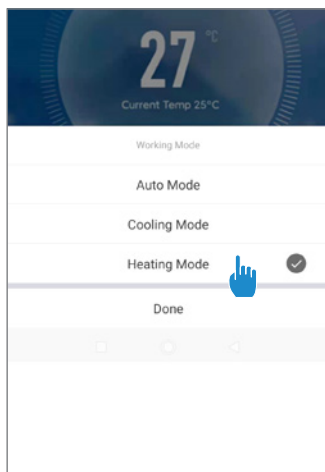 27 °C
Current Temp 25°C
Working Mode
Auto Mode
Cooling Mode
Heating Mode
Done